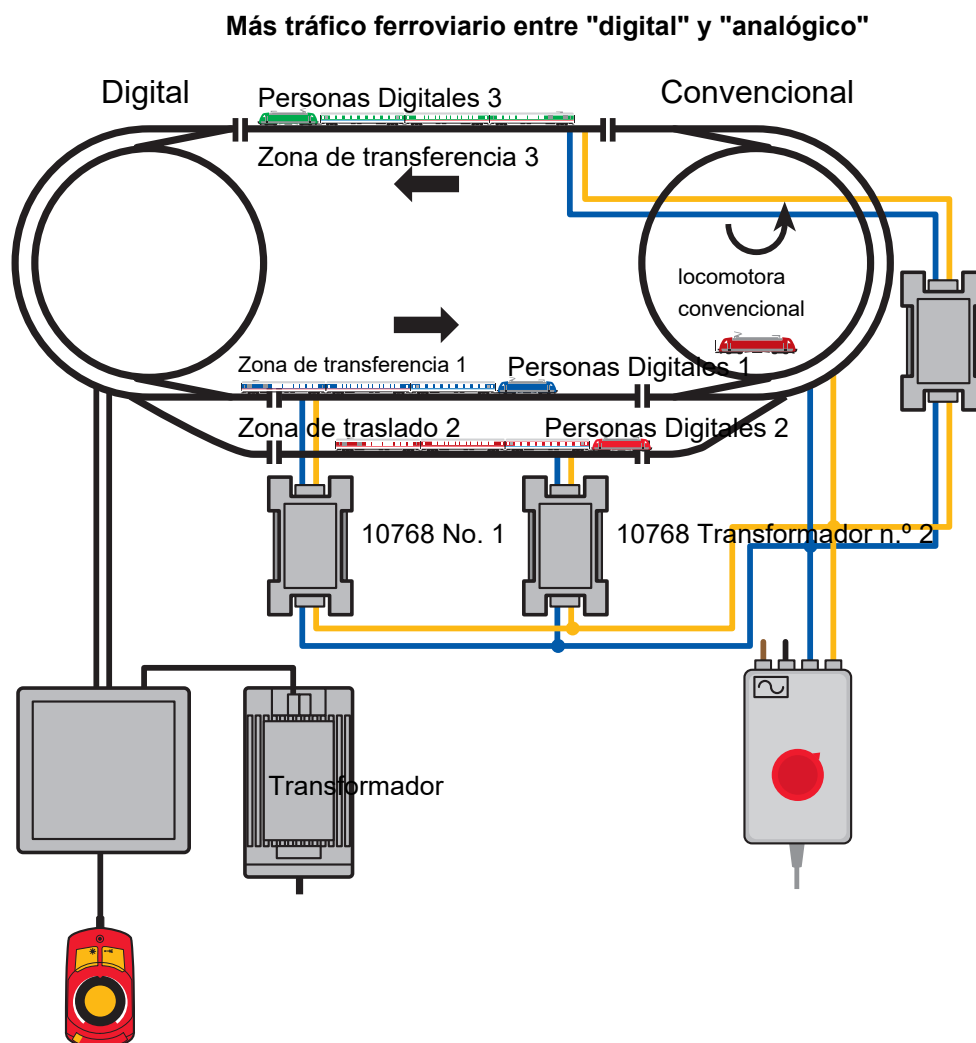 Más tráfico ferroviario entre "digital" y "analógico"
Digital
Convencional
Personas Digitales 3
Zona de transferencia 3
locomotora
convencional
Zona de transferencia 1
Personas Digitales 1
Zona de traslado 2
Personas Digitales 2
10768 No. 1
10768 Transformador n.º 2
Transformador